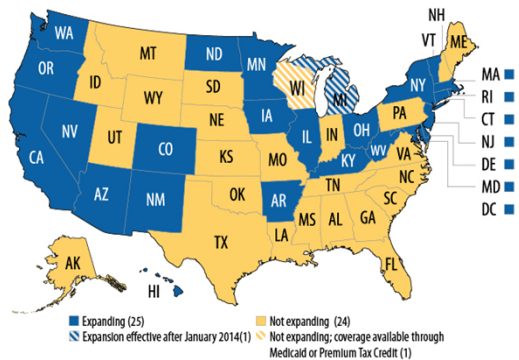 NH
WA
VT
ME
MT
ND
MN
OR
ID
SD
WI
MI
NY
MA
WY
RI
IA
PA
CT
NE
NV
IL
IN
OH
NJ
UT
CO
WV
VA
DE
CA
KS
MO
KY
MD
NC
TN
DC
OK
AR
SC
AZ
NM
MS
AL
GA
TX
LA
AK
FL
HI
Expanding (25)
Not expanding (24)
Expansion effective after January 2014(1)
Not expanding; coverage available through
Medicaid or Premium Tax Credit (1)